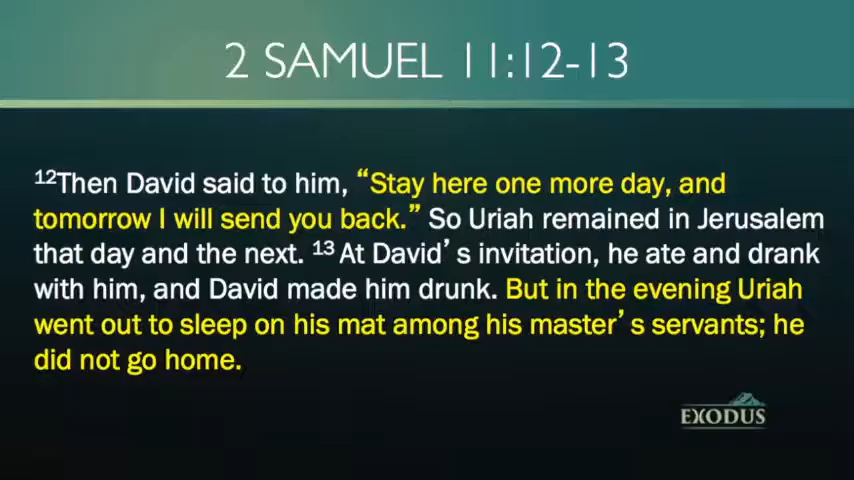 2 SAMUEL 11:12-13
¹²Then David said to him, “Stay here one more day, and
tomorrow I will send you back.” So Uriah remained in Jerusalem
that day and the next. ¹³ At David’s invitation, he ate and drank
with him, and David made him drunk. But in the evening Uriah
went out to sleep on his mat among his master’s servants; he
did not go home.
EXODUS